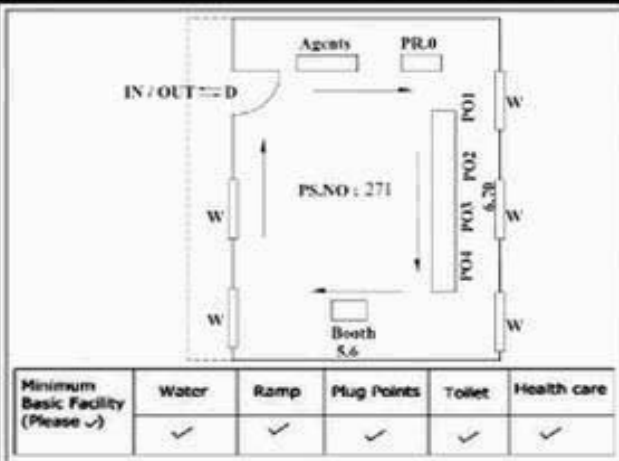 Agents PR.0
IN / OUT ⇆ D
W
PO1
PO2
PO3
PO4
6.70
PS.NO : 271
W
W
W
W
Booth
5.6
Minimum Basic Facility (Please ✓) Water Ramp Plug Points Toilet Health care
✓ ✓ ✓ ✓ ✓